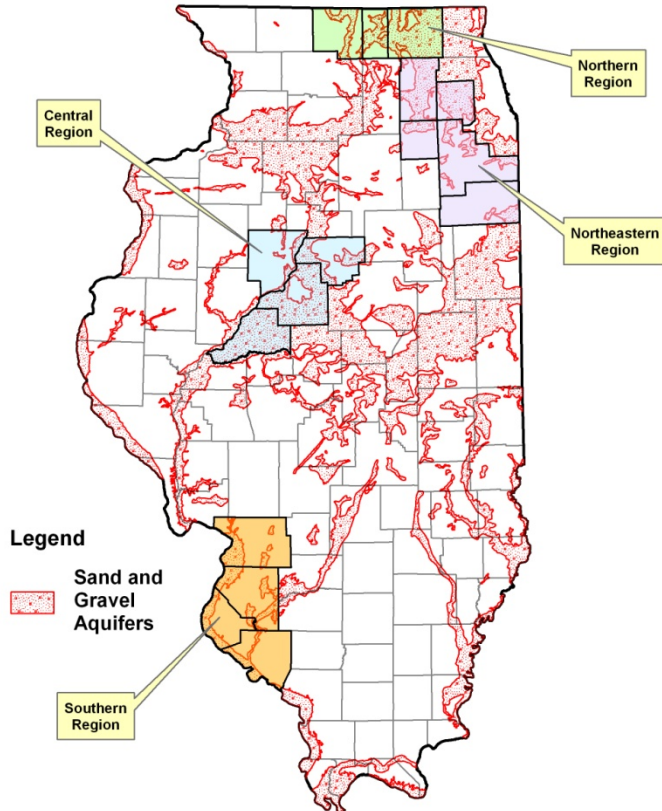 Northern
Region
Central
Region
Northeastern
Region
Legend
Sand and
Gravel
Aquifers
Southern
Region